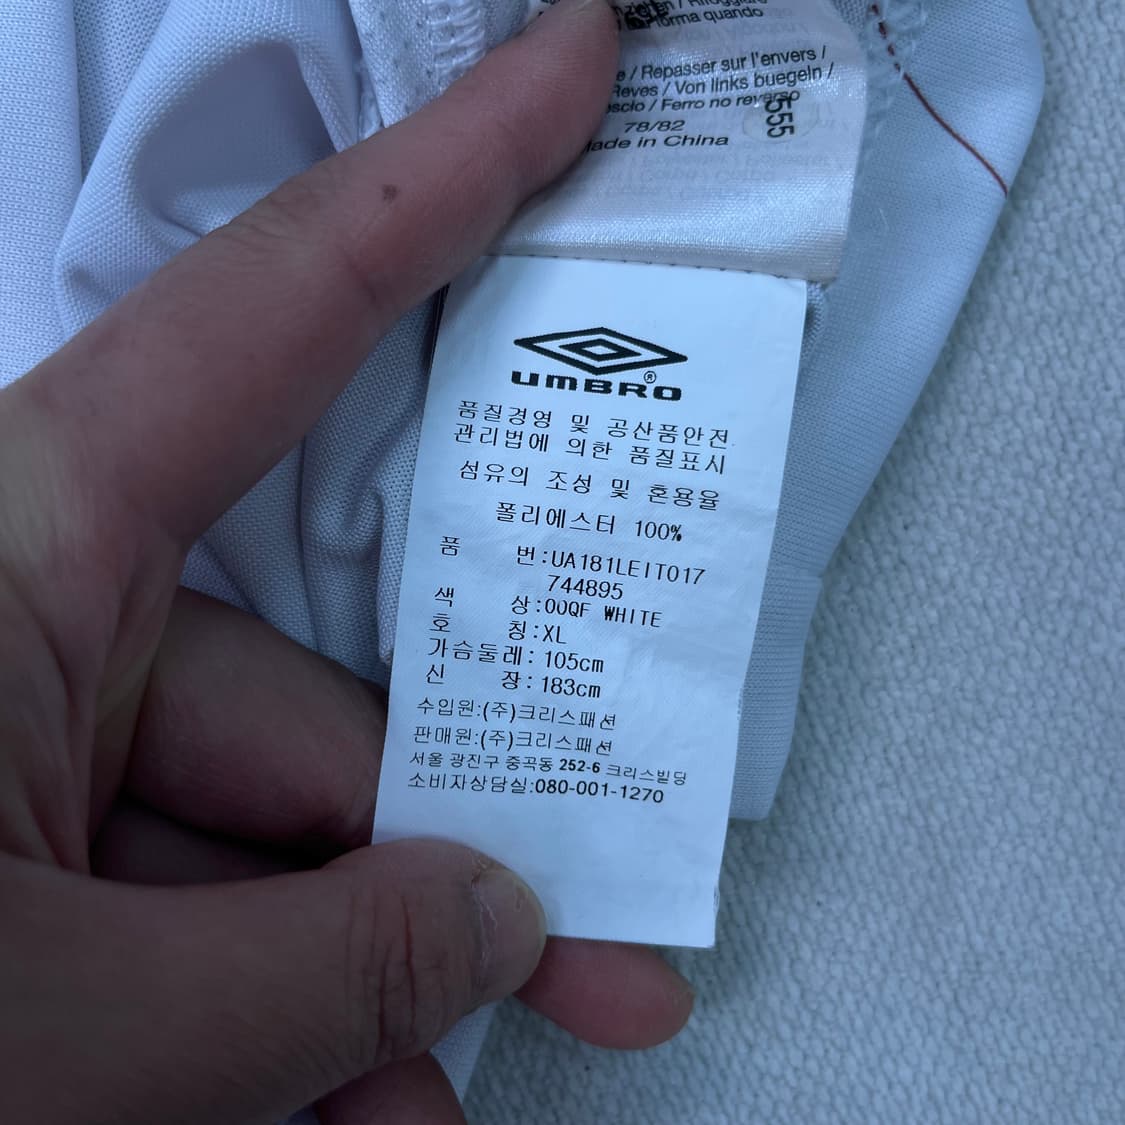 orma quando
e / Repasser sur l'envers /
Reves / Von links buegeln /
/ Ferro no reverso
555
78/82
ade in China
UMBRO®
품질경영 및 공산품안전
관리법에 의한 품질표시
섬유의 조성 및 혼용율
폴리에스터 100%
품 번:UA181LEIT017
744895
색 상:00QF WHITE
호 칭:XL
가슴둘레: 105cm
신 장: 183cm
수입원:(주)크리스패션
판매원:(주)크리스패션
서울 광진구 중곡동 252-6 크리스빌딩
소비자상담실:080-001-1270